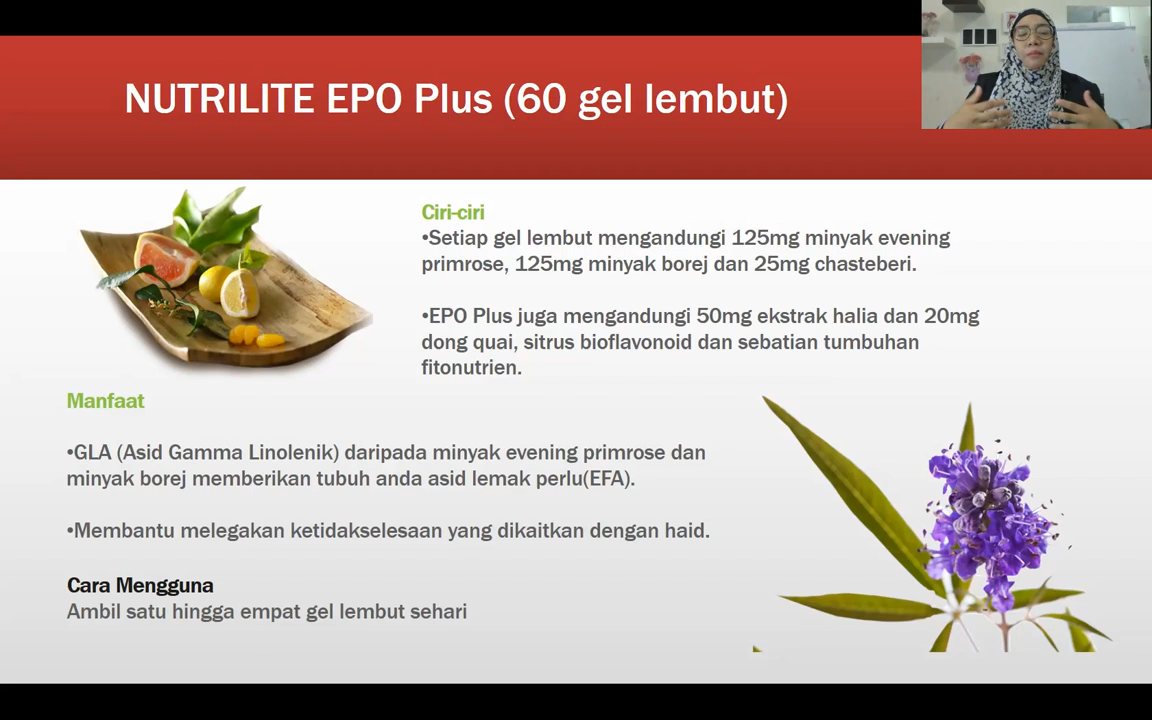 NUTRILITE EPO Plus (60 gel lembut)
Ciri-ciri
•Setiap gel lembut mengandungi 125mg minyak evening
primrose, 125mg minyak borej dan 25mg chasteberi.
•EPO Plus juga mengandungi 50mg ekstrak halia dan 20mg
dong quai, sitrus bioflavonoid dan sebatian tumbuhan
fitonutrien.
Manfaat
•GLA (Asid Gamma Linolenik) daripada minyak evening primrose dan
minyak borej memberikan tubuh anda asid lemak perlu(EFA).
•Membantu melegakan ketidakselesaan yang dikaitkan dengan haid.
Cara Mengguna
Ambil satu hingga empat gel lembut sehari